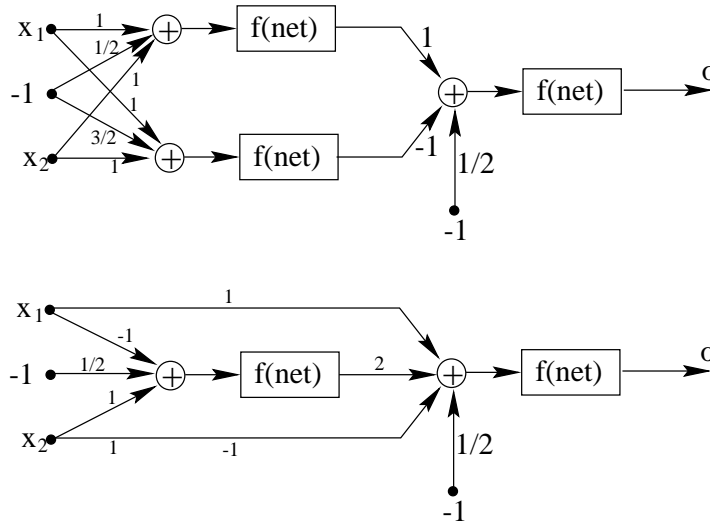 x1 1 f(net)
1/2 1
-1 1 1 f(net) o
3/2
x2 1 f(net) -1 1/2
-1
x1 1
-1
-1 1/2 f(net) 2 f(net) o
1
x2 1 -1 1/2
-1